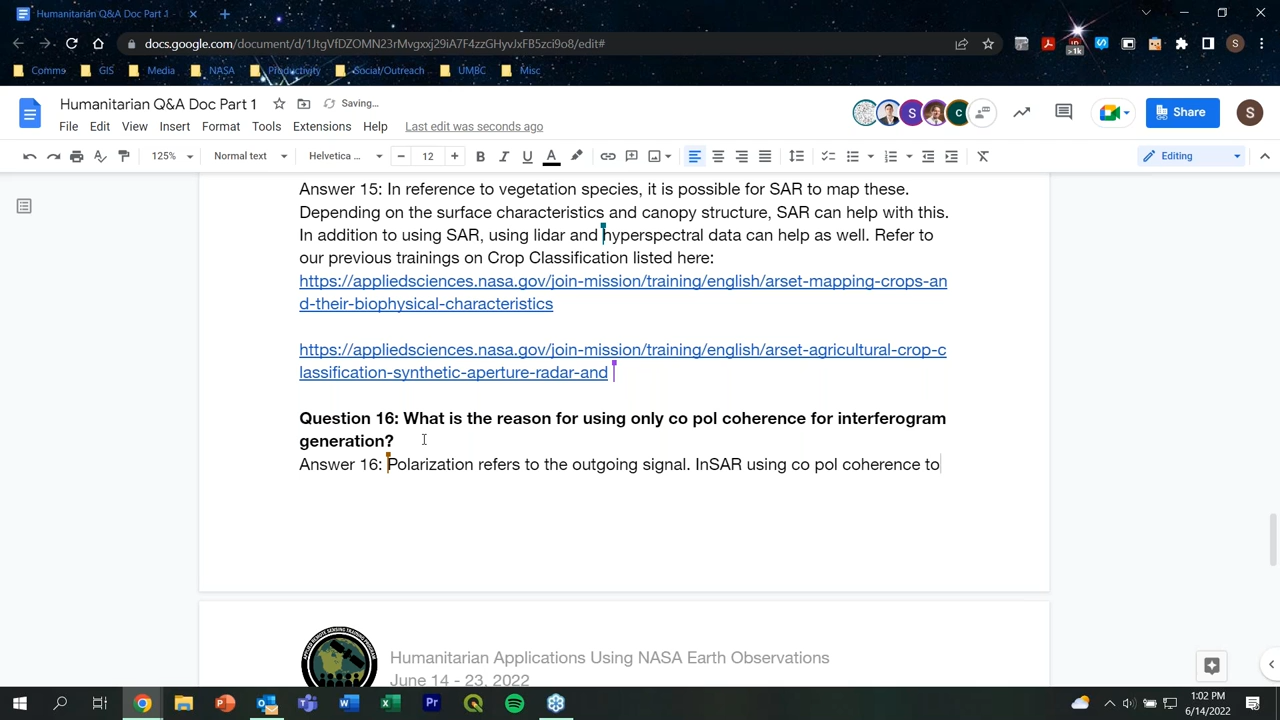 Humanitarian Q&A Doc Part 1
docs.google.com/document/d/1JtgVfDZOMN23rMvgxxj29iA7F4zzGHyvJxFB5zci9o8/edit#
>1k
S
Comms GIS Media NASA Productivity Social/Outreach UMBC Misc
Humanitarian Q&A Doc Part 1 Saving…
S C Share S
File Edit View Insert Format Tools Extensions Help Last edit was seconds ago
125% Normal text Helvetica ... 12 B I U A Editing
Answer 15: In reference to vegetation species, it is possible for SAR to map these.
Depending on the surface characteristics and canopy structure, SAR can help with this.
In addition to using SAR, using lidar and hyperspectral data can help as well. Refer to
our previous trainings on Crop Classification listed here:
https://appliedsciences.nasa.gov/join-mission/training/english/arset-mapping-crops-an
d-their-biophysical-characteristics
https://appliedsciences.nasa.gov/join-mission/training/english/arset-agricultural-crop-c
lassification-synthetic-aperture-radar-and
Question 16: What is the reason for using only co pol coherence for interferogram
generation?
Answer 16: Polarization refers to the outgoing signal. InSAR using co pol coherence to
Humanitarian Applications Using NASA Earth Observations
June 14 - 23, 2022
1:02 PM
6/14/2022